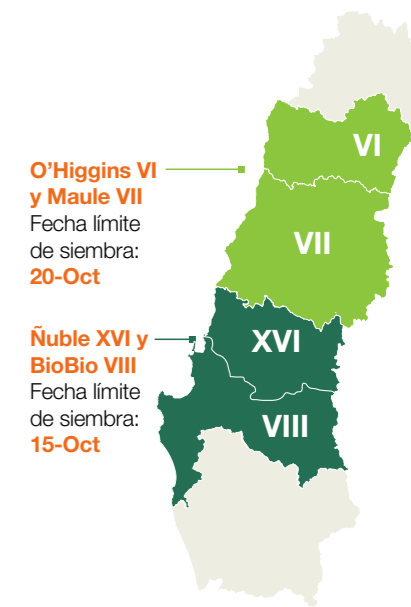 VI
O'Higgins VI
y Maule VII
Fecha límite
de siembra:
20-Oct
VII
Ñuble XVI y
BioBio VIII
Fecha límite
de siembra:
15-Oct
XVI
VIII